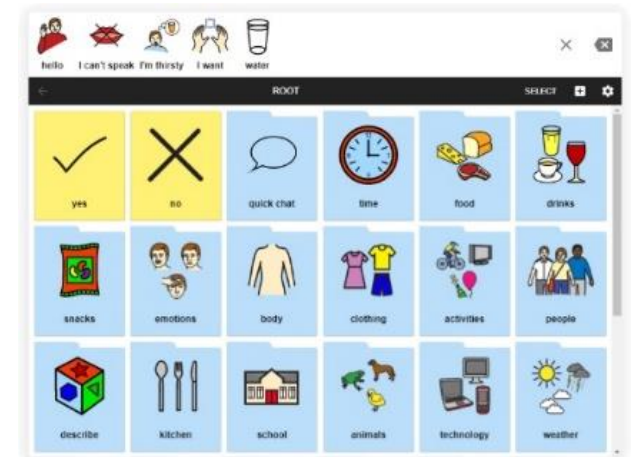 hello I can't speak I'm thirsty I want water
ROOT SELECT
yes no quick chat time food drinks
snacks emotions body clothing activities people
describe kitchen school animals technology weather